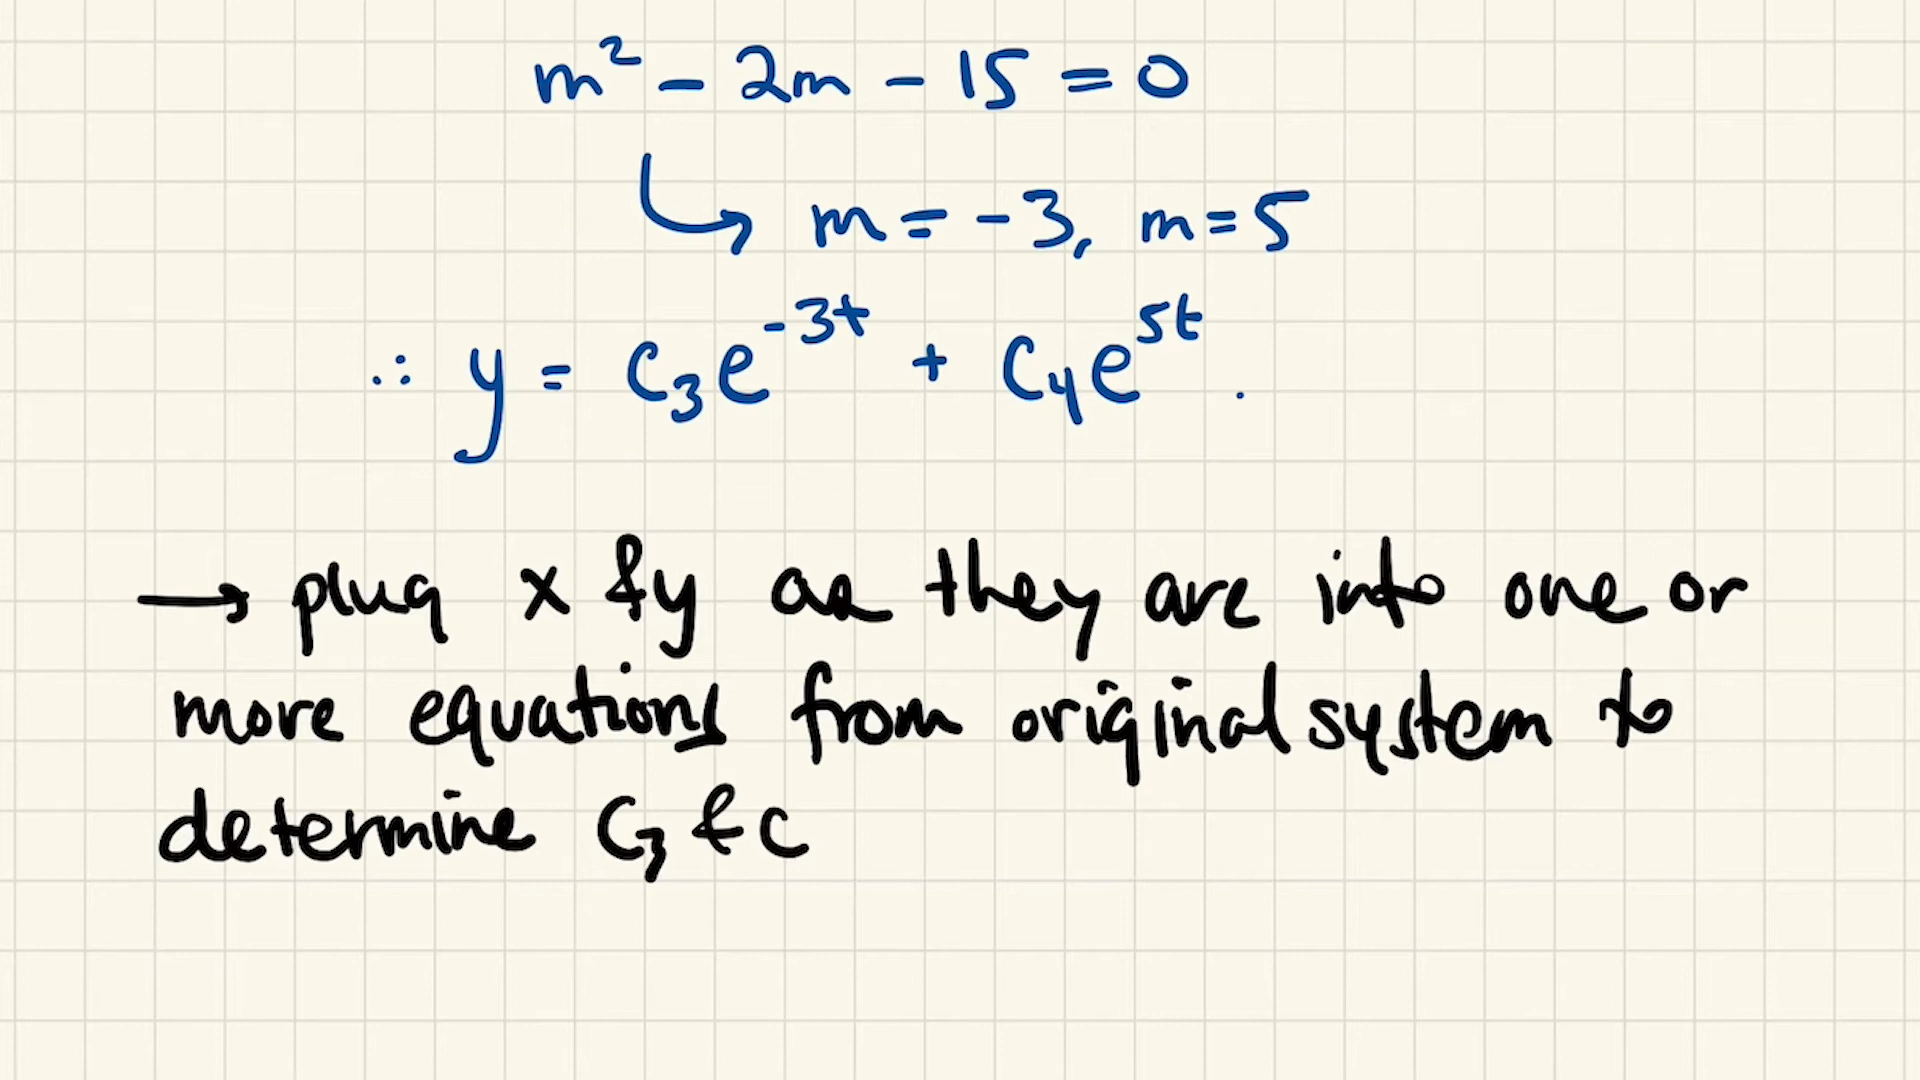 m² - 2m - 15 = 0
↳ m = -3, m = 5
∴ y = C₃e^{-3t} + C₄e^{5t}.
→ plug x & y as they are into one or
more equations from original system to
determine C₃ & C